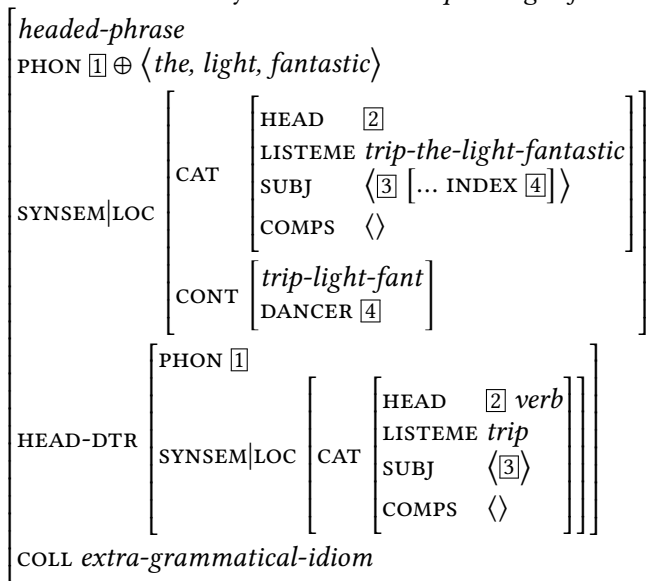 headed-phrase
PHON 1 ⊕ ⟨the, light, fantastic⟩
SYNSEM|LOC
CAT
HEAD 2
LISTEME trip-the-light-fantastic
SUBJ ⟨3 [… INDEX 4]⟩
COMPS ⟨⟩
CONT
trip-light-fant
DANCER 4
HEAD-DTR
PHON 1
SYNSEM|LOC
CAT
HEAD 2 verb
LISTEME trip
SUBJ ⟨3⟩
COMPS ⟨⟩
COLL extra-grammatical-idiom